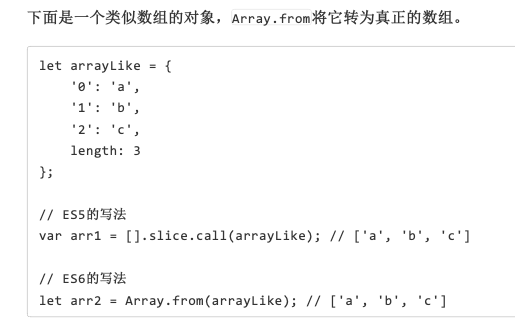 下面是一个类似数组的对象，Array.from将它转为真正的数组。
let arrayLike = {
    '0': 'a',
    '1': 'b',
    '2': 'c',
    length: 3
};
// ES5的写法
var arr1 = [].slice.call(arrayLike); // ['a', 'b', 'c']
// ES6的写法
let arr2 = Array.from(arrayLike); // ['a', 'b', 'c']